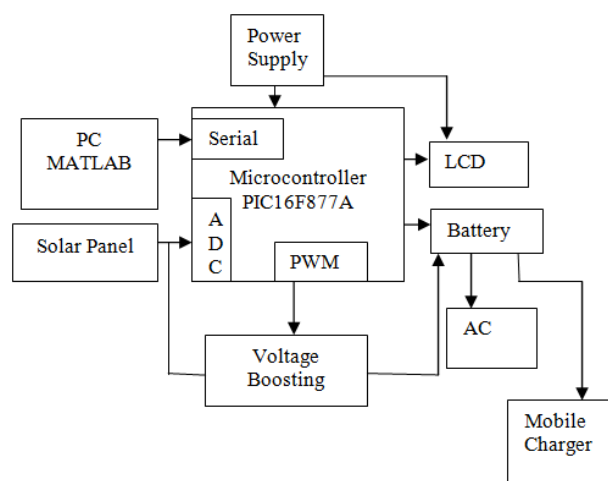 Power
Supply
PC
MATLAB
Serial
Microcontroller
PIC16F877A
LCD
Solar Panel
A
D
C
PWM
Battery
Voltage
Boosting
AC
Mobile
Charger